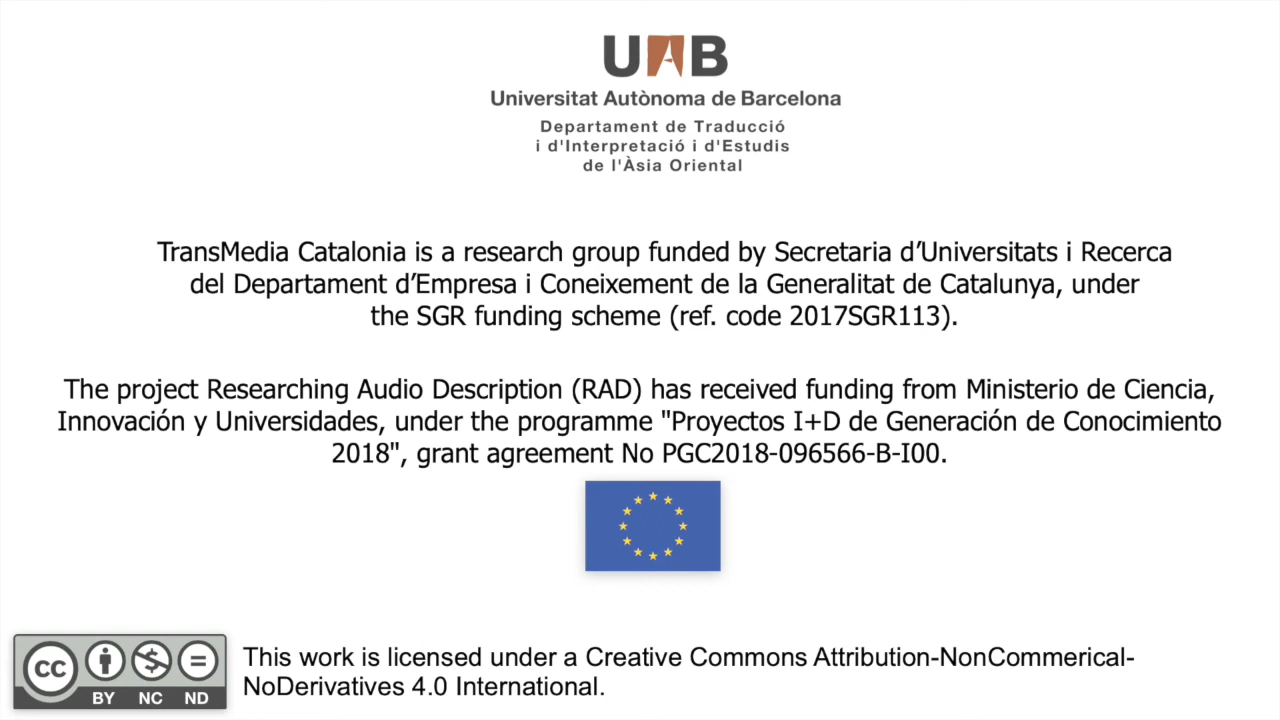 UAB
Universitat Autònoma de Barcelona
Departament de Traducció
i d'Interpretació i d'Estudis
de l'Àsia Oriental
TransMedia Catalonia is a research group funded by Secretaria d’Universitats i Recerca
del Departament d’Empresa i Coneixement de la Generalitat de Catalunya, under
the SGR funding scheme (ref. code 2017SGR113).
The project Researching Audio Description (RAD) has received funding from Ministerio de Ciencia,
Innovación y Universidades, under the programme "Proyectos I+D de Generación de Conocimiento
2018", grant agreement No PGC2018-096566-B-I00.
CC
BY NC ND
This work is licensed under a Creative Commons Attribution-NonCommerical-
NoDerivatives 4.0 International.